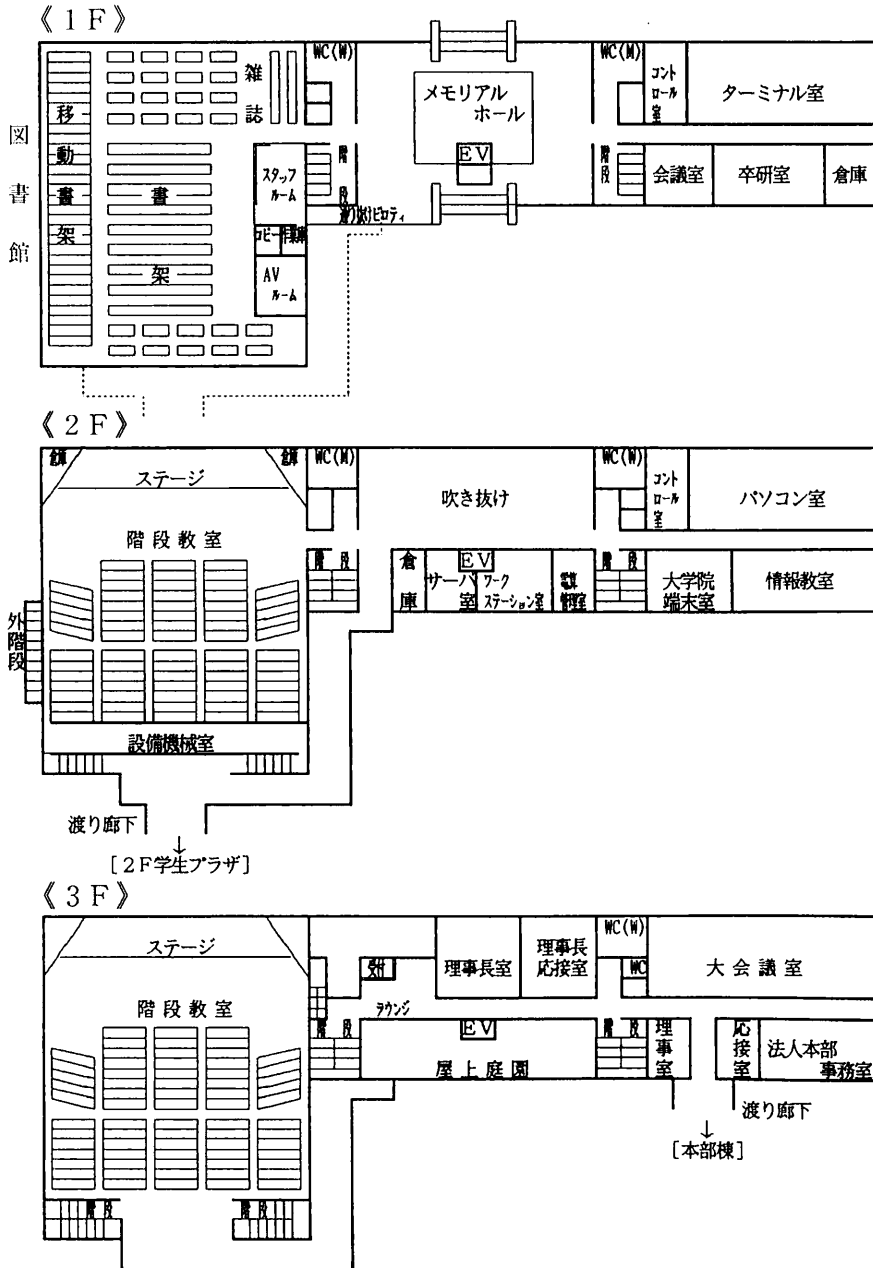 《１Ｆ》
図書館
移動書架
書架
雑誌
スタッフ
ルーム
コピー
作業庫
AV
ルーム
WC(W)
階段
通り抜けピロティ
メモリアル
ホール
EV
WC(M)
階段
コント
ロール
室
ターミナル室
会議室
卒研室
倉庫
《２Ｆ》
倉庫
ステージ
倉庫
階段教室
外階段
設備機械室
渡り廊下
↓
[２Ｆ学生プラザ]
WC(M)
階段
吹き抜け
倉庫
サーバ
室
EV
ワーク
ステーション室
WC(W)
階段
コント
ロール
室
パソコン室
大学院
端末室
情報教室
《３Ｆ》
ステージ
階段教室
階段
階段
受付
ラウンジ
階段
理事長室
理事長
応接室
EV
屋上庭園
WC(W)
WC
階段
大会議室
理事室
応接室
法人本部
事務室
渡り廊下
↓
[本部棟]